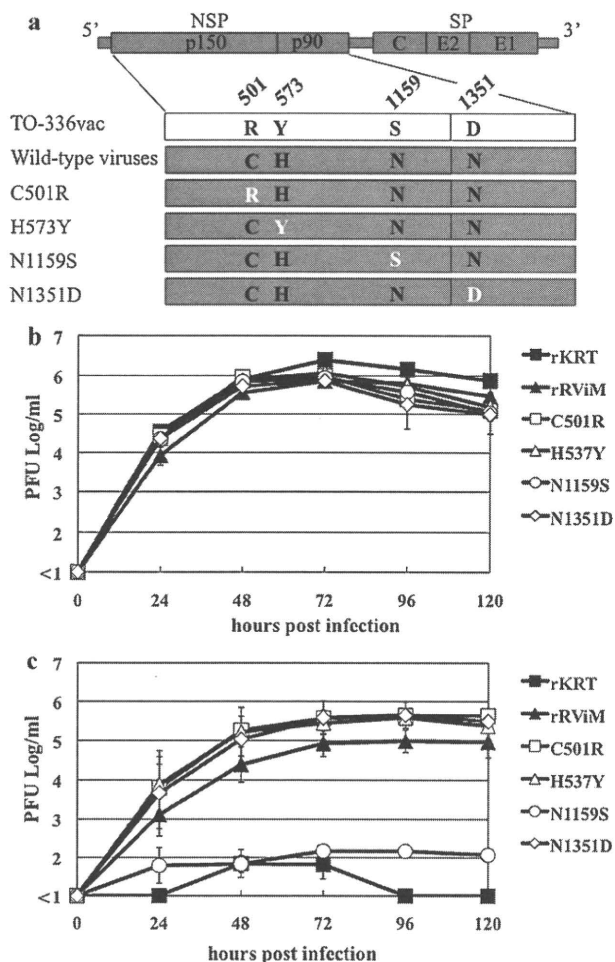 a
5’ NSP SP 3’
p150 p90 C E2 E1
501 573 1159 1351
TO-336vac R Y S D
Wild-type viruses C H N N
C501R R H N N
H573Y C Y N N
N1159S C H S N
N1351D C H N D
b
7
6
5
4
3
2
<1
PFU Log/ml
0 24 48 72 96 120
hours post infection
rKRT
rRViM
C501R
H537Y
N1159S
N1351D
c
7
6
5
4
3
2
<1
PFU Log/ml
0 24 48 72 96 120
hours post infection
rKRT
rRViM
C501R
H537Y
N1159S
N1351D